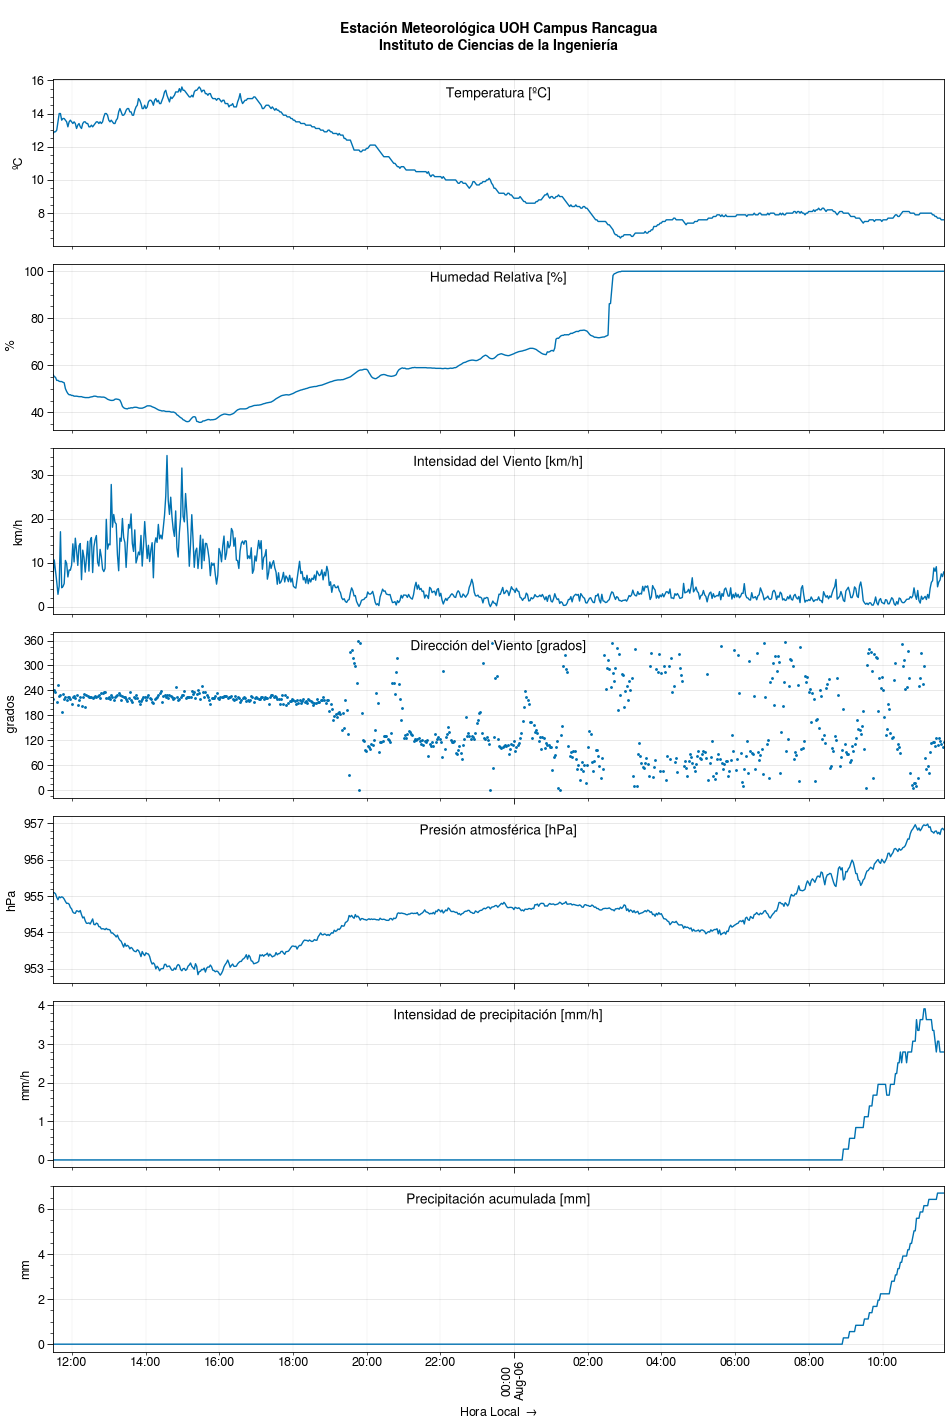 Estación Meteorológica UOH Campus Rancagua
Instituto de Ciencias de la Ingeniería
Temperatura [ºC]
ºC
16
14
12
10
8
Humedad Relativa [%]
%
100
80
60
40
Intensidad del Viento [km/h]
km/h
30
20
10
0
Dirección del Viento [grados]
grados
360
300
240
180
120
60
0
Presión atmosférica [hPa]
hPa
957
956
955
954
953
Intensidad de precipitación [mm/h]
mm/h
4
3
2
1
0
Precipitación acumulada [mm]
mm
6
4
2
0
12:00 14:00 16:00 18:00 20:00 22:00 00:00 02:00 04:00 06:00 08:00 10:00
Aug-06
Hora Local →